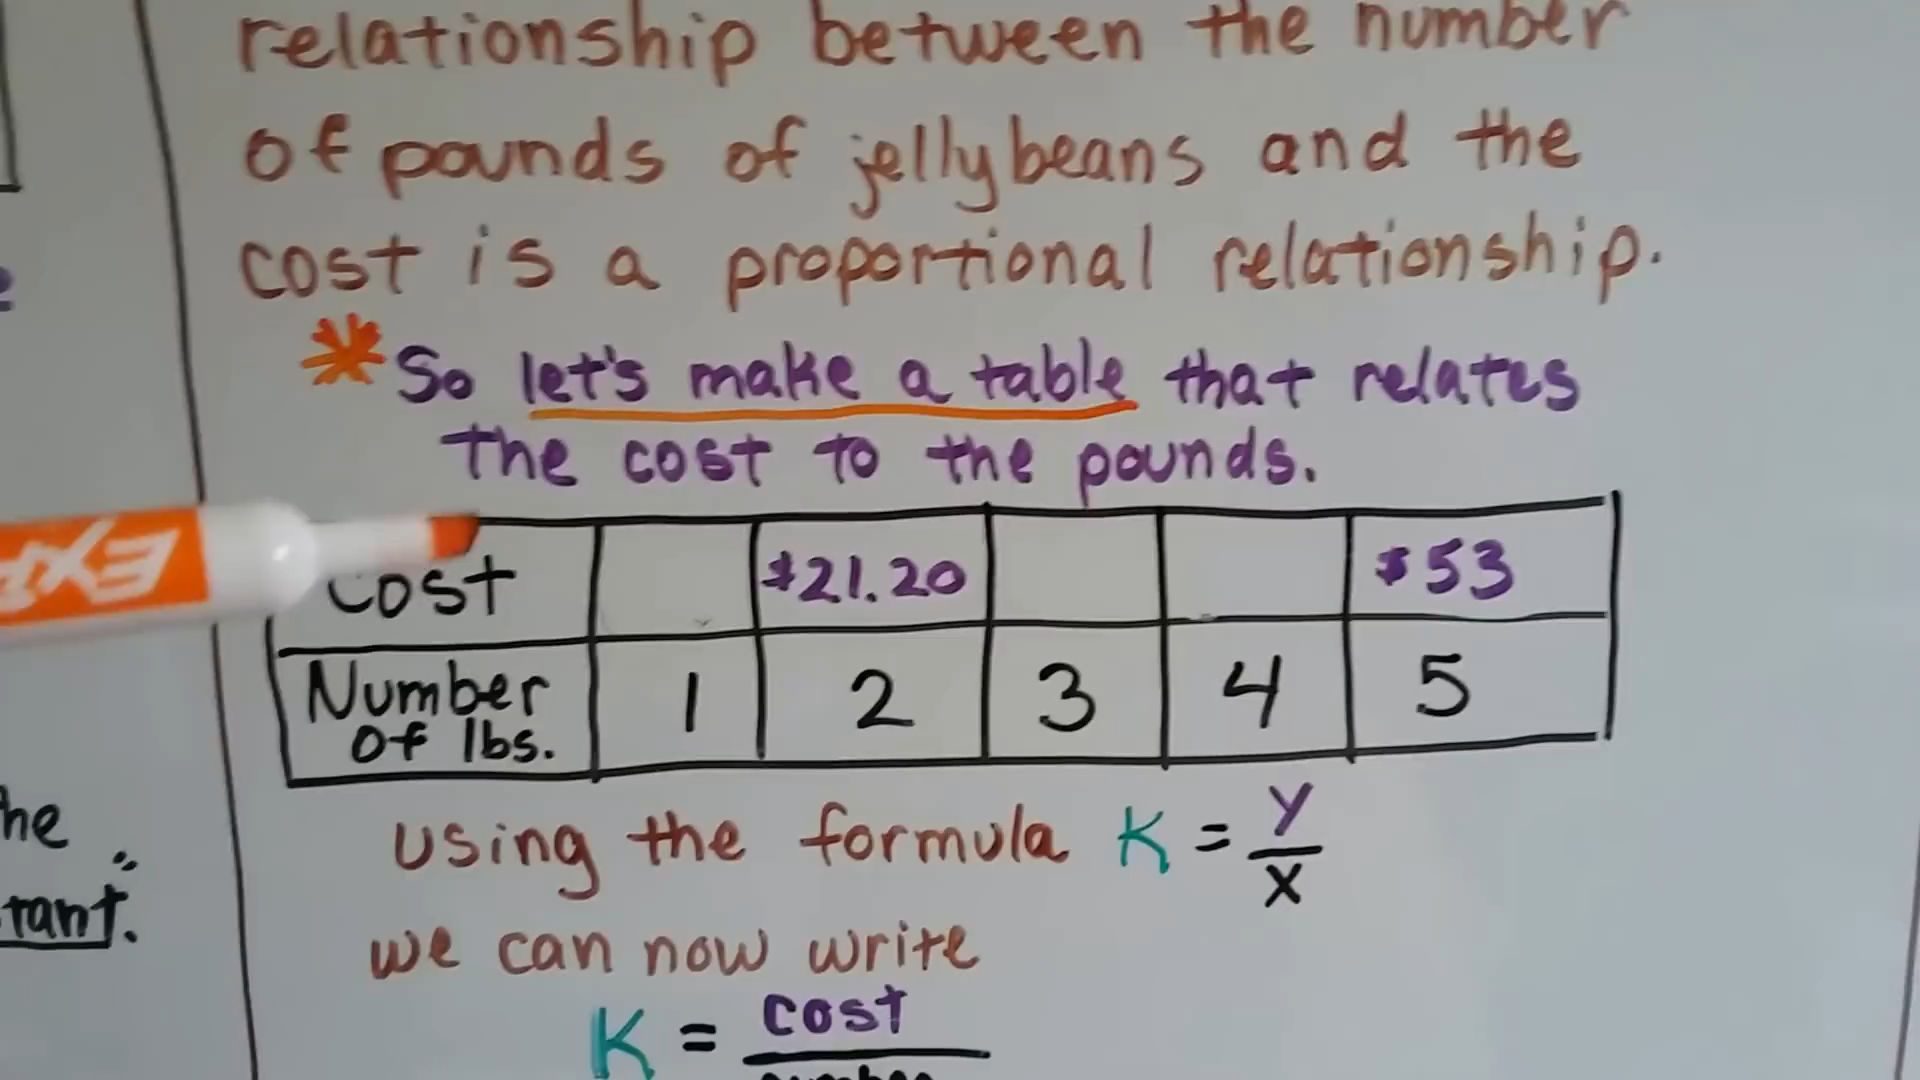 relationship between the number
of pounds of jellybeans and the
cost is a proportional relationship.
*So let's make a table that relates
the cost to the pounds.
Cost $21.20 $53
Number of lbs. 1 2 3 4 5
using the formula K = y/x
we can now write
K = cost
he
tant."